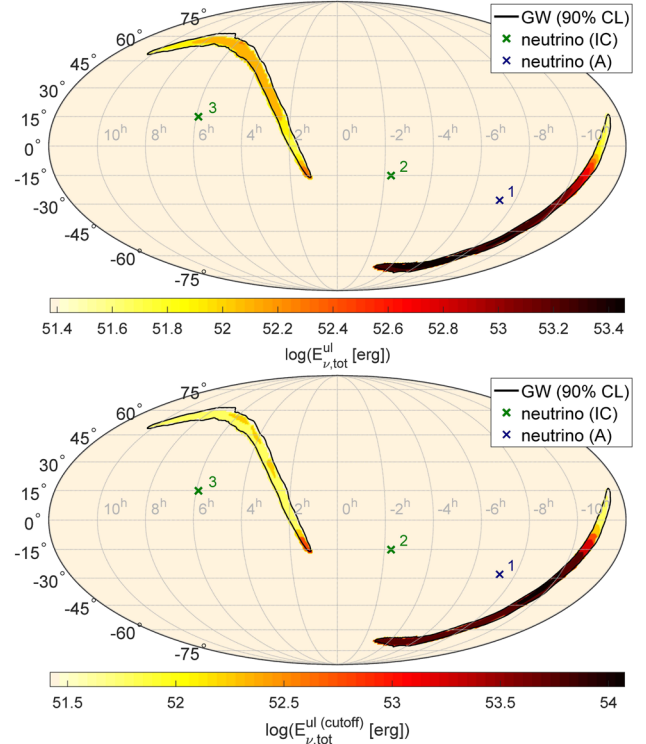 GW (90% CL)
neutrino (IC)
neutrino (A)
75°
60°
45°
30°
15°
0°
-15°
-30°
-45°
-60°
-75°
10h 8h 6h 4h 2h 0h -2h -4h -6h -8h -10h
3
2
1
51.4 51.6 51.8 52 52.2 52.4 52.6 52.8 53 53.2 53.4
log(E^ul_ν,tot [erg])
GW (90% CL)
neutrino (IC)
neutrino (A)
75°
60°
45°
30°
15°
0°
-15°
-30°
-45°
-60°
-75°
10h 8h 6h 4h 2h 0h -2h -4h -6h -8h -10h
3
2
1
51.5 52 52.5 53 53.5 54
log(E^ul (cutoff)_ν,tot [erg])